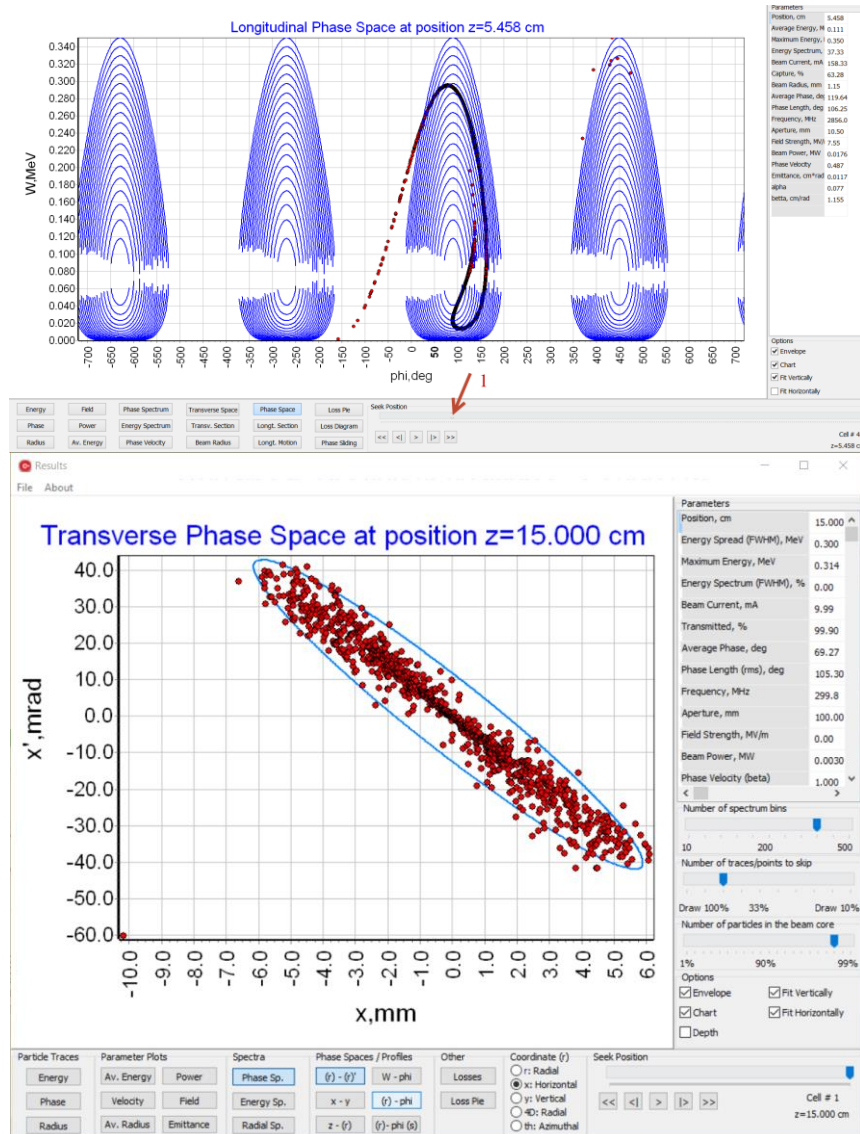 Longitudinal Phase Space at position z=5.458 cm
W,MeV
0.340
0.320
0.300
0.280
0.260
0.240
0.220
0.200
0.180
0.160
0.140
0.120
0.100
0.080
0.060
0.040
0.020
0.000
-700 -650 -600 -550 -500 -450 -400 -350 -300 -250 -200 -150 -100 -50 0 50 100 150 200 250 300 350 400 450 500 550 600 650 700
phi,deg
1
Parameters
Position, cm 5.458
Average Energy, M 0.111
Maximum Energy, 0.350
Energy Spectrum, 37.33
Beam Current, mA 158.33
Capture, % 63.28
Beam Radius, mm 1.15
Average Phase, de 119.64
Phase Length, deg 106.25
Frequency, MHz 2856.0
Aperture, mm 10.50
Field Strength, MV/ 7.55
Beam Power, MW 0.0176
Phase Velocity 0.487
Emittance, cm*rad 0.0117
alpha 0.077
betta, cm/rad 1.155
Options
Envelope
Chart
Fit Vertically
Fit Horizontally
Energy Field Phase Spectrum Transverse Space Phase Space Loss Pie Seek Position
Phase Power Energy Spectrum Transv. Section Longt. Section Loss Diagram << <| > |> >>
Radius Av. Energy Phase Velocity Beam Radius Longt. Motion Phase Sliding
Cell # 4
z=5.458 c
Results
File About
Transverse Phase Space at position z=15.000 cm
x',mrad
40.0
30.0
20.0
10.0
0.0
-10.0
-20.0
-30.0
-40.0
-50.0
-60.0
-10.0 -9.0 -8.0 -7.0 -6.0 -5.0 -4.0 -3.0 -2.0 -1.0 0.0 1.0 2.0 3.0 4.0 5.0 6.0
x,mm
Parameters
Position, cm 15.000
Energy Spread (FWHM), MeV 0.300
Maximum Energy, MeV 0.314
Energy Spectrum (FWHM), % 0.00
Beam Current, mA 9.99
Transmitted, % 99.90
Average Phase, deg 69.27
Phase Length (rms), deg 105.30
Frequency, MHz 299.8
Aperture, mm 100.00
Field Strength, MV/m 0.00
Beam Power, MW 0.0030
Phase Velocity (beta) 1.000
Number of spectrum bins
10 200 500
Number of traces/points to skip
Draw 100% 33% Draw 10%
Number of particles in the beam core
1% 90% 99%
Options
Envelope Fit Vertically
Chart Fit Horizontally
Depth
Particle Traces Parameter Plots Spectra Phase Spaces / Profiles Other Coordinate (r) Seek Position
Energy Av. Energy Power Phase Sp. (r) - (r)' W - phi Losses r: Radial
x: Horizontal
Phase Velocity Field Energy Sp. x - y (r) - phi Loss Pie y: Vertical << <| > |> >> Cell # 1
4D: Radial
Radius Av. Radius Emittance Radial Sp. z - (r) (r)- phi (s) th: Azimuthal z=15.000 cm